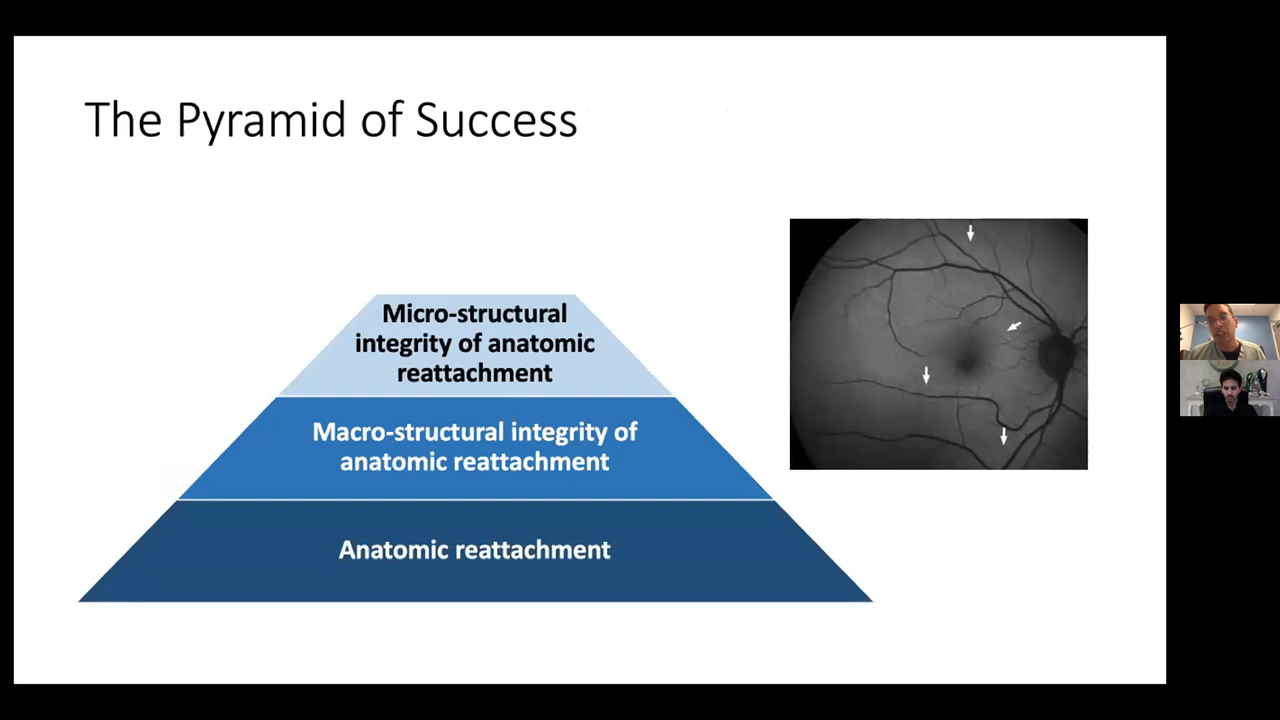 The Pyramid of Success
Micro-structural
integrity of anatomic
reattachment
Macro-structural integrity of
anatomic reattachment
Anatomic reattachment